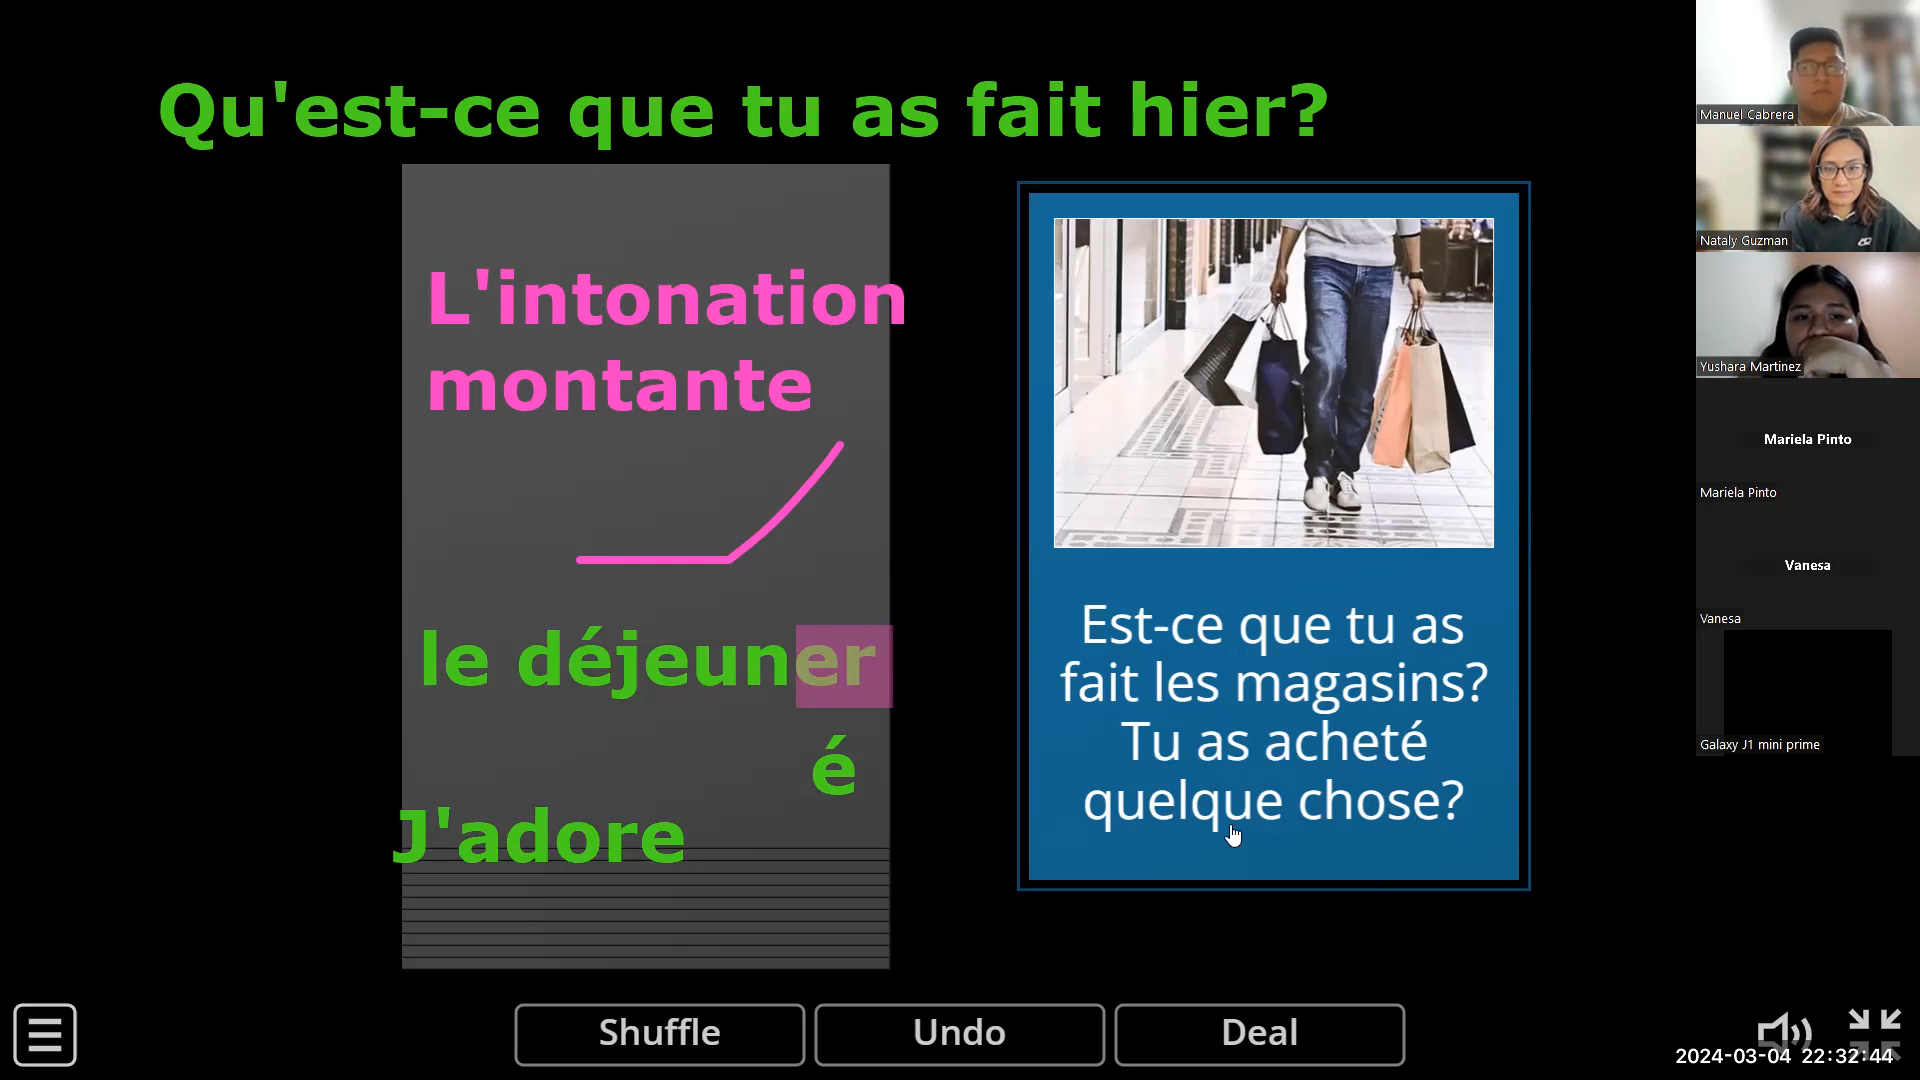 Qu'est-ce que tu as fait hier?
L'intonation
montante
le déjeuner
é
J'adore
Est-ce que tu as
fait les magasins?
Tu as acheté
quelque chose?
Shuffle
Undo
Deal
Manuel Cabrera
Nataly Guzman
Yushara Martinez
Mariela Pinto
Mariela Pinto
Vanesa
Vanesa
Galaxy J1 mini prime
2024-03-04 22:32:44